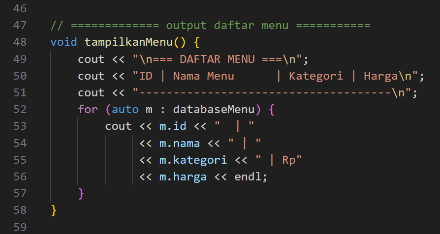 46
47 // ============= output daftar menu ===========
48 void tampilkanMenu() {
49     cout << "\n=== DAFTAR MENU ===\n";
50     cout << "ID | Nama Menu      | Kategori | Harga\n";
51     cout << "------------------------------------\n";
52     for (auto m : databaseMenu) {
53         cout << m.id << "  | "
54              << m.nama << " | "
55              << m.kategori << " | Rp"
56              << m.harga << endl;
57     }
58 }
59